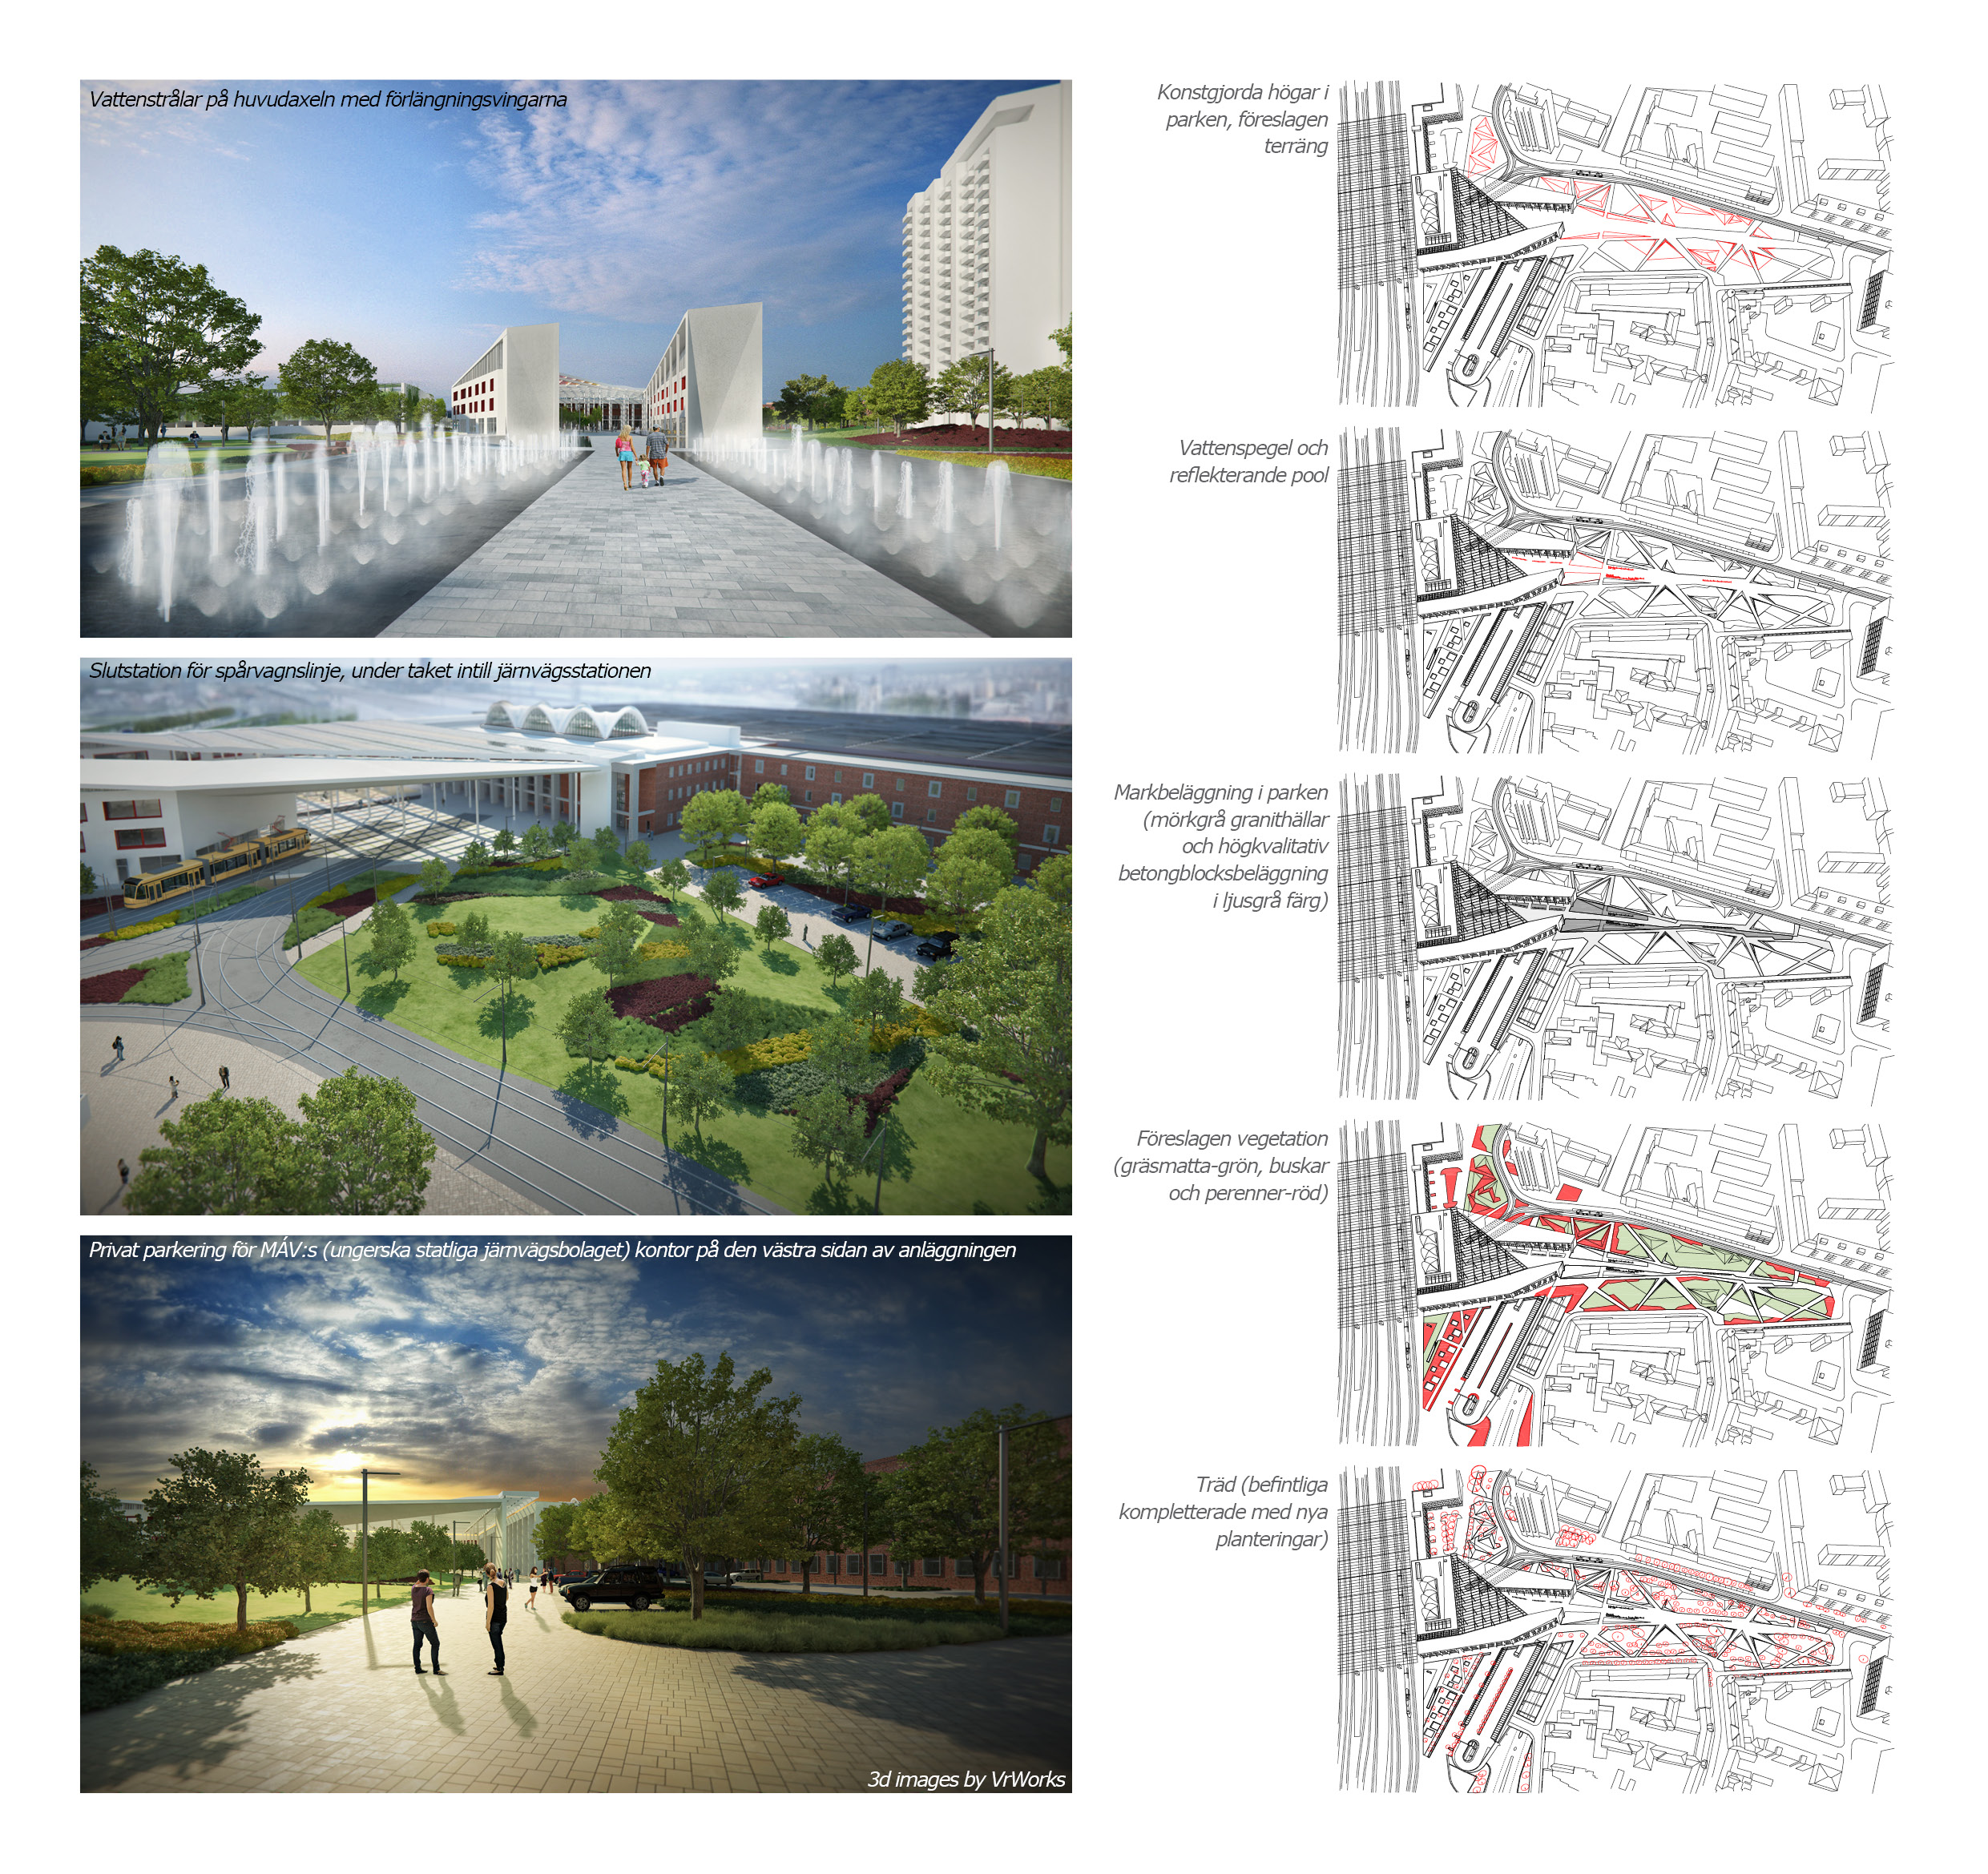 Vattenstrålar på huvudaxeln med förlängningsvingarna
Slutstation för spårvagnslinje, under taket intill järnvägsstationen
Privat parkering för MÁV:s (ungerska statliga järnvägsbolaget) kontor på den västra sidan av anläggningen
3d images by VrWorks
Konstgjorda högar i
parken, föreslagen
terräng
Vattenspegel och
reflekterande pool
Markbeläggning i parken
(mörkgrå granithällar
och högkvalitativ
betongblocksbeläggning
i ljusgrå färg)
Föreslagen vegetation
(gräsmatta-grön, buskar
och perenner-röd)
Träd (befintliga
kompletterade med nya
planteringar)